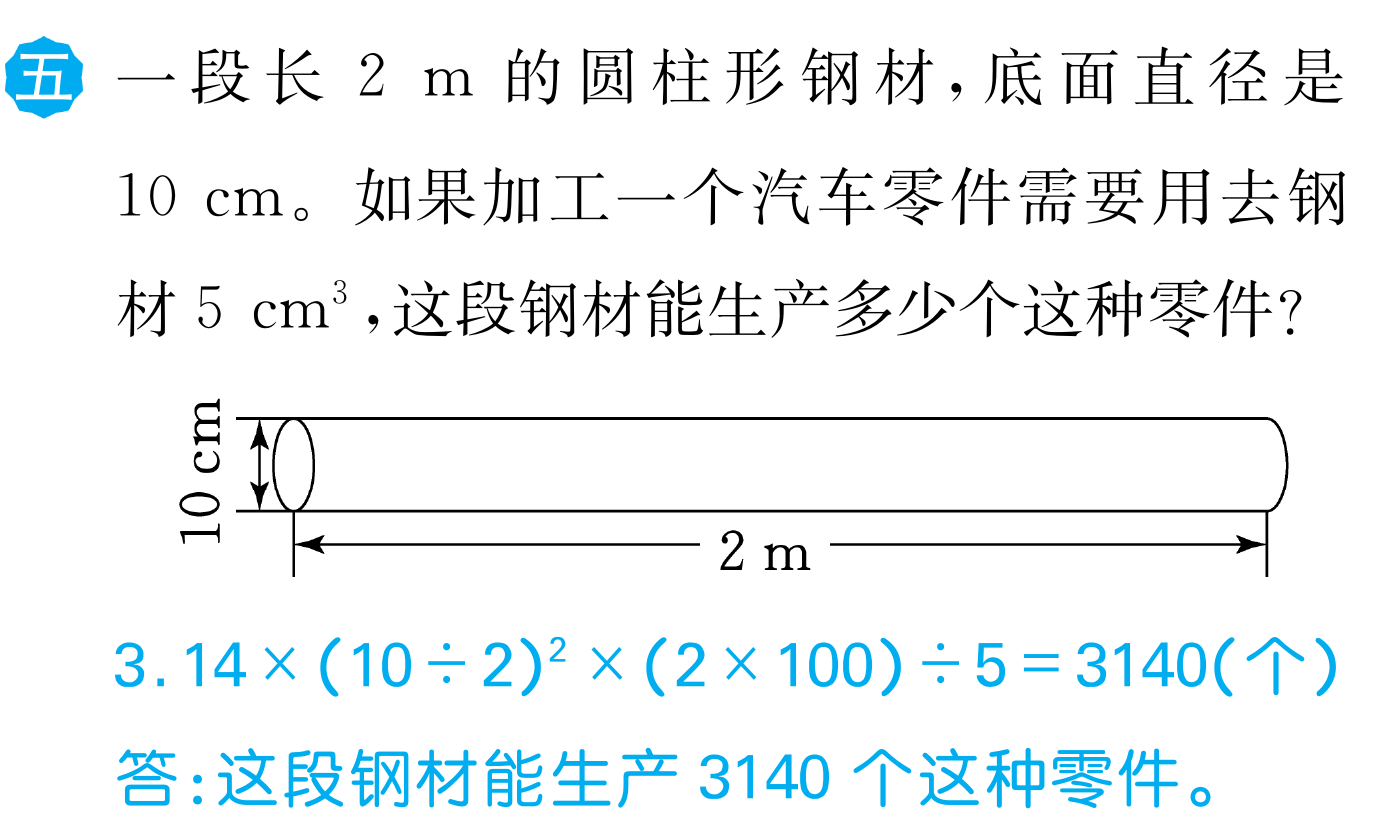 五 一段长 2 m 的圆柱形钢材,底面直径是
10 cm。如果加工一个汽车零件需要用去钢
材 5 cm³,这段钢材能生产多少个这种零件?
10 cm
2 m
3.14×(10÷2)²×(2×100)÷5=3140(个)
答:这段钢材能生产 3140 个这种零件。